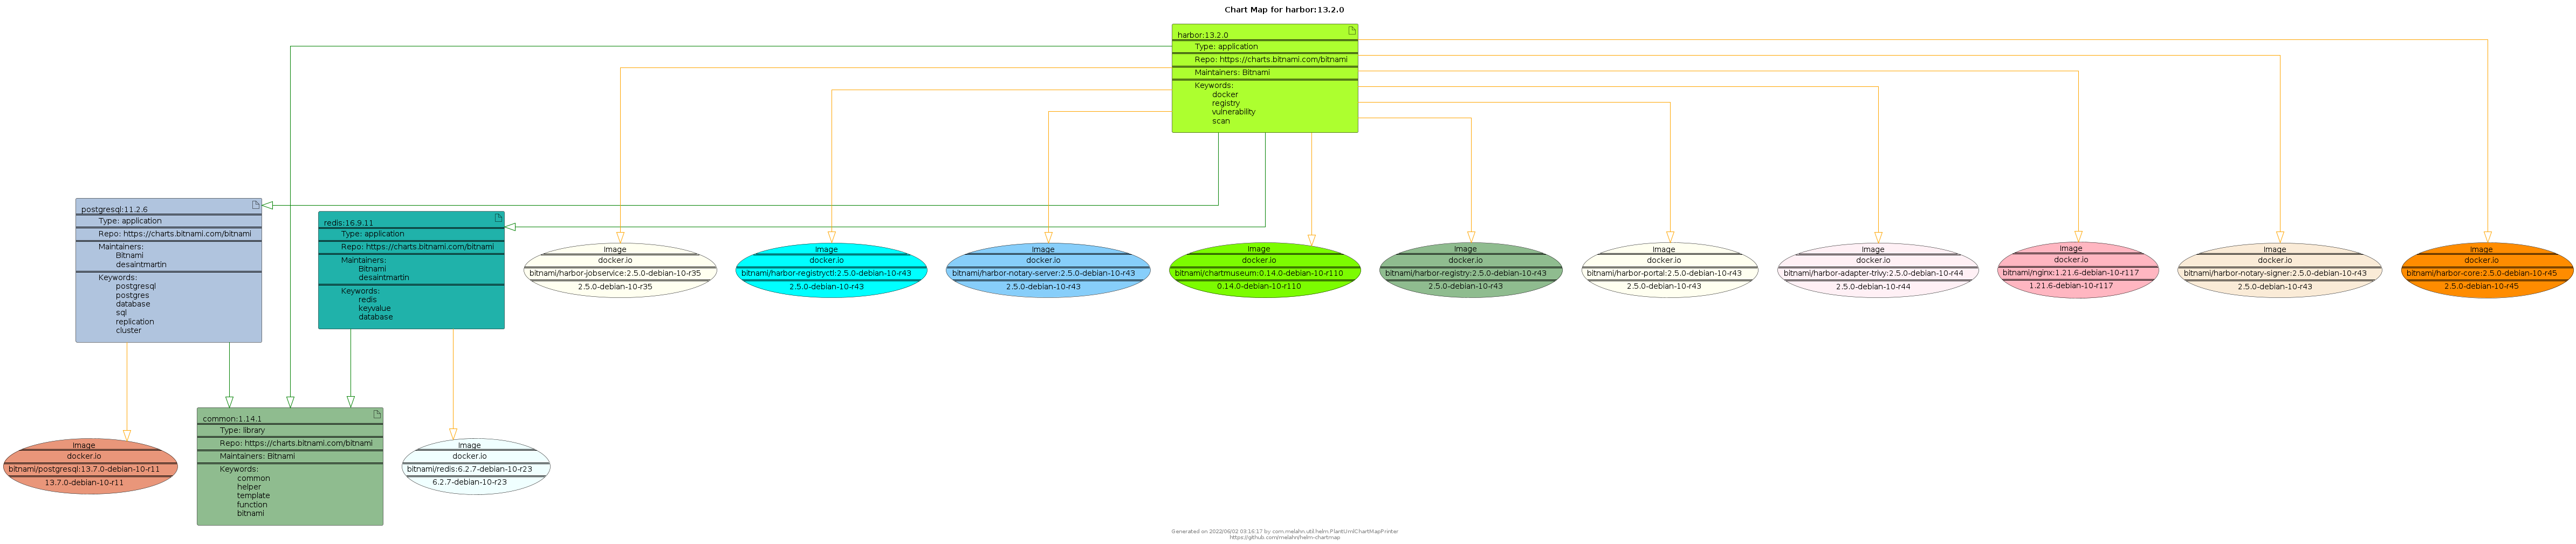 Chart Map for harbor:13.2.0
harbor:13.2.0
Type: application
Repo: https://charts.bitnami.com/bitnami
Maintainers: Bitnami
Keywords:
docker
registry
vulnerability
scan
postgresql:11.2.6
Type: application
Repo: https://charts.bitnami.com/bitnami
Maintainers:
Bitnami
desaintmartin
Keywords:
postgresql
postgres
database
sql
replication
cluster
redis:16.9.11
Type: application
Repo: https://charts.bitnami.com/bitnami
Maintainers:
Bitnami
desaintmartin
Keywords:
redis
keyvalue
database
Image
docker.io
bitnami/harbor-jobservice:2.5.0-debian-10-r35
2.5.0-debian-10-r35
Image
docker.io
bitnami/harbor-registryctl:2.5.0-debian-10-r43
2.5.0-debian-10-r43
Image
docker.io
bitnami/harbor-notary-server:2.5.0-debian-10-r43
2.5.0-debian-10-r43
Image
docker.io
bitnami/chartmuseum:0.14.0-debian-10-r110
0.14.0-debian-10-r110
Image
docker.io
bitnami/harbor-registry:2.5.0-debian-10-r43
2.5.0-debian-10-r43
Image
docker.io
bitnami/harbor-portal:2.5.0-debian-10-r43
2.5.0-debian-10-r43
Image
docker.io
bitnami/harbor-adapter-trivy:2.5.0-debian-10-r44
2.5.0-debian-10-r44
Image
docker.io
bitnami/nginx:1.21.6-debian-10-r117
1.21.6-debian-10-r117
Image
docker.io
bitnami/harbor-notary-signer:2.5.0-debian-10-r43
2.5.0-debian-10-r43
Image
docker.io
bitnami/harbor-core:2.5.0-debian-10-r45
2.5.0-debian-10-r45
Image
docker.io
bitnami/postgresql:13.7.0-debian-10-r11
13.7.0-debian-10-r11
common:1.14.1
Type: library
Repo: https://charts.bitnami.com/bitnami
Maintainers: Bitnami
Keywords:
common
helper
template
function
bitnami
Image
docker.io
bitnami/redis:6.2.7-debian-10-r23
6.2.7-debian-10-r23
Generated on 2022/06/02 03:16:17 by com.melahn.util.helm.PlantUmlChartMapPrinter
https://github.com/melahn/helm-chartmap